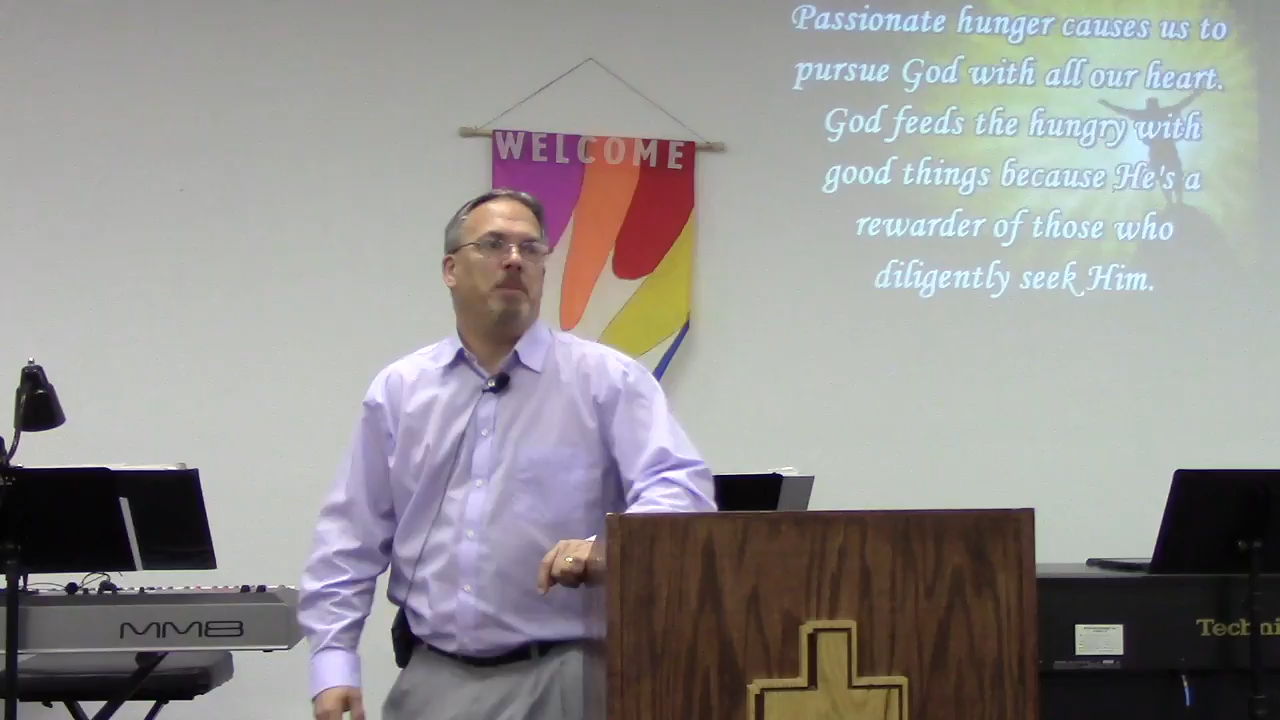 Passionate hunger causes us to
pursue God with all our heart.
God feeds the hungry with
good things because He's a
rewarder of those who
diligently seek Him.
WELCOME
MM8
Techni